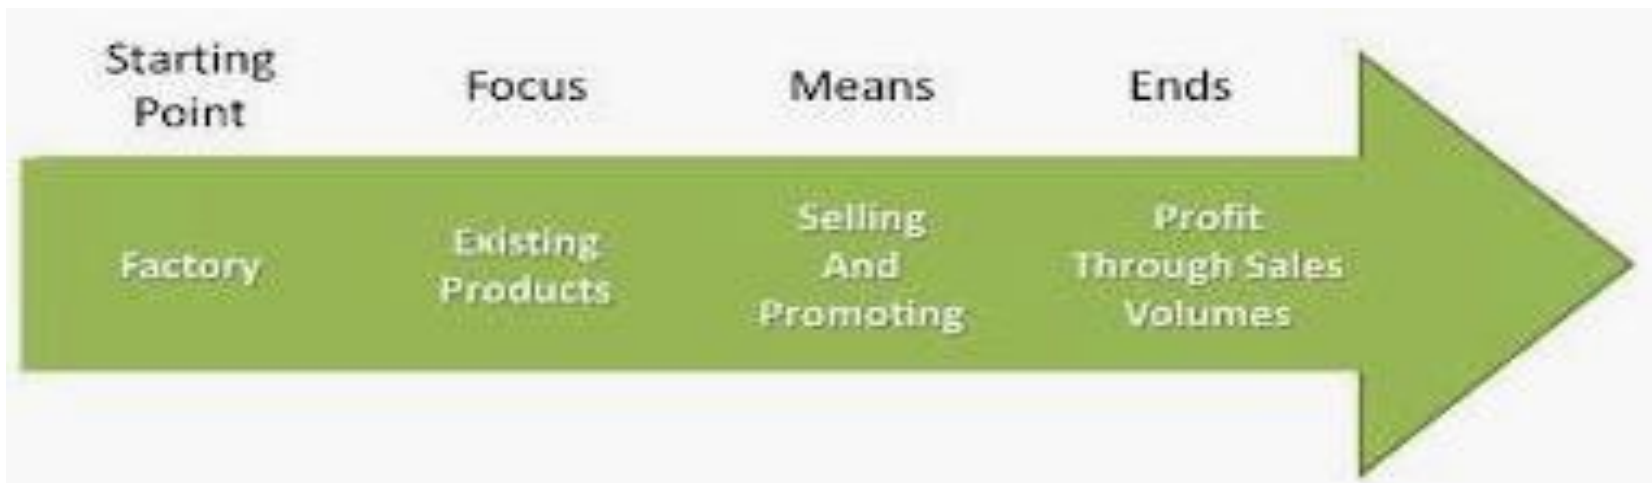 Starting
Point
Focus
Means
Ends
Factory
Existing
Products
Selling
And
Promoting
Profit
Through Sales
Volumes